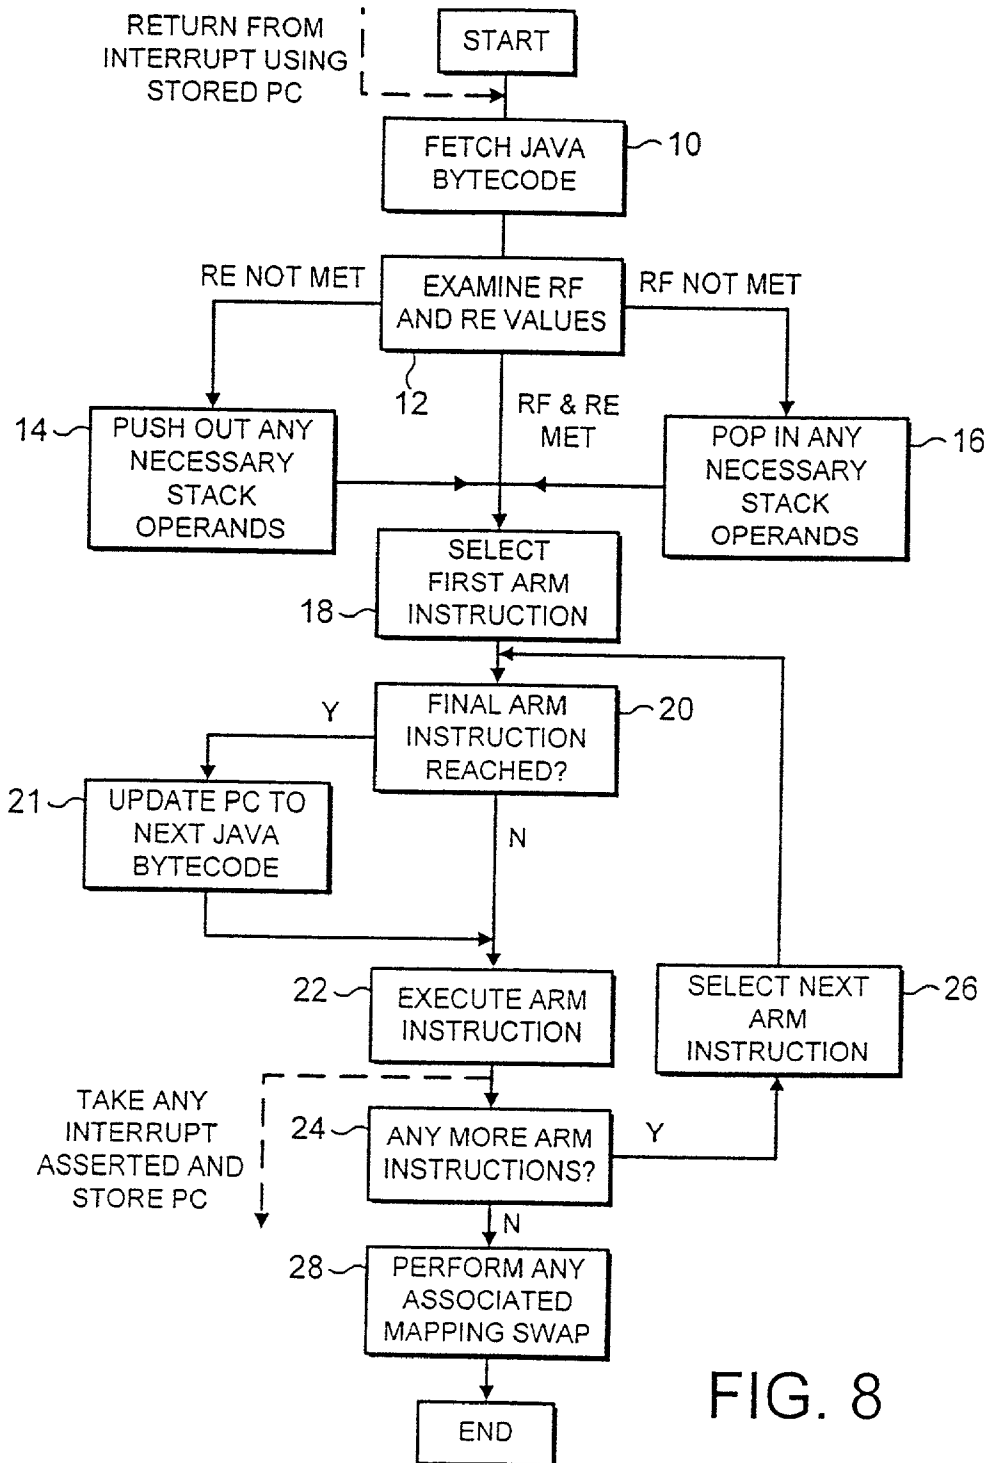 RETURN FROM
INTERRUPT USING
STORED PC
START
FETCH JAVA
BYTECODE
10
RE NOT MET
EXAMINE RF
AND RE VALUES
RF NOT MET
12
14
PUSH OUT ANY
NECESSARY
STACK
OPERANDS
RF & RE
MET
POP IN ANY
NECESSARY
STACK
OPERANDS
16
SELECT
FIRST ARM
INSTRUCTION
18
Y
FINAL ARM
INSTRUCTION
REACHED?
20
21
UPDATE PC TO
NEXT JAVA
BYTECODE
N
22
EXECUTE ARM
INSTRUCTION
SELECT NEXT
ARM
INSTRUCTION
26
TAKE ANY
INTERRUPT
ASSERTED AND
STORE PC
24
ANY MORE ARM
INSTRUCTIONS?
Y
N
28
PERFORM ANY
ASSOCIATED
MAPPING SWAP
END
FIG. 8